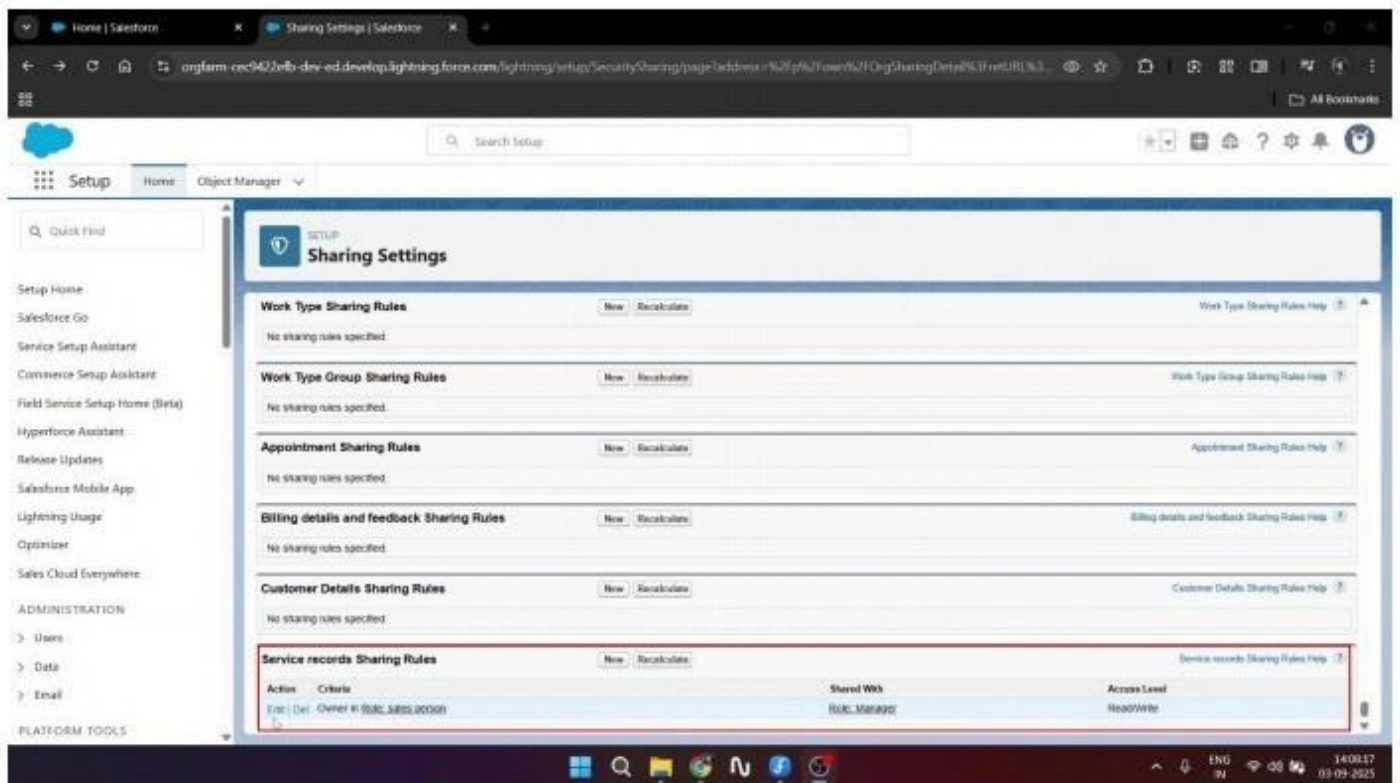 Home | Salesforce
Sharing Settings | Salesforce
orgfarm-cec9422efb-dev-ed.develop.lightning.force.com/lightning/setup/SecuritySharing/page?address=%2Fp%2Fown%2FOrgSharingDetail%3FretURL%3...
All Bookmarks
Search Setup
Setup Home Object Manager
Quick Find
SETUP
Sharing Settings
Setup Home
Salesforce Go
Service Setup Assistant
Commerce Setup Assistant
Field Service Setup Home (Beta)
Hyperforce Assistant
Release Updates
Salesforce Mobile App
Lightning Usage
Optimizer
Sales Cloud Everywhere
ADMINISTRATION
Users
Data
Email
PLATFORM TOOLS
Work Type Sharing Rules New Recalculate Work Type Sharing Rules Help ?
No sharing rules specified.
Work Type Group Sharing Rules New Recalculate Work Type Group Sharing Rules Help ?
No sharing rules specified.
Appointment Sharing Rules New Recalculate Appointment Sharing Rules Help ?
No sharing rules specified.
Billing details and feedback Sharing Rules New Recalculate Billing details and feedback Sharing Rules Help ?
No sharing rules specified.
Customer Details Sharing Rules New Recalculate Customer Details Sharing Rules Help ?
No sharing rules specified.
Service records Sharing Rules New Recalculate Service records Sharing Rules Help ?
Action Criteria Shared With Access Level
Edit | Del Owner in Role: sales person Role: Manager Read/Write
ENG
IN
14:08:17
03-09-2025